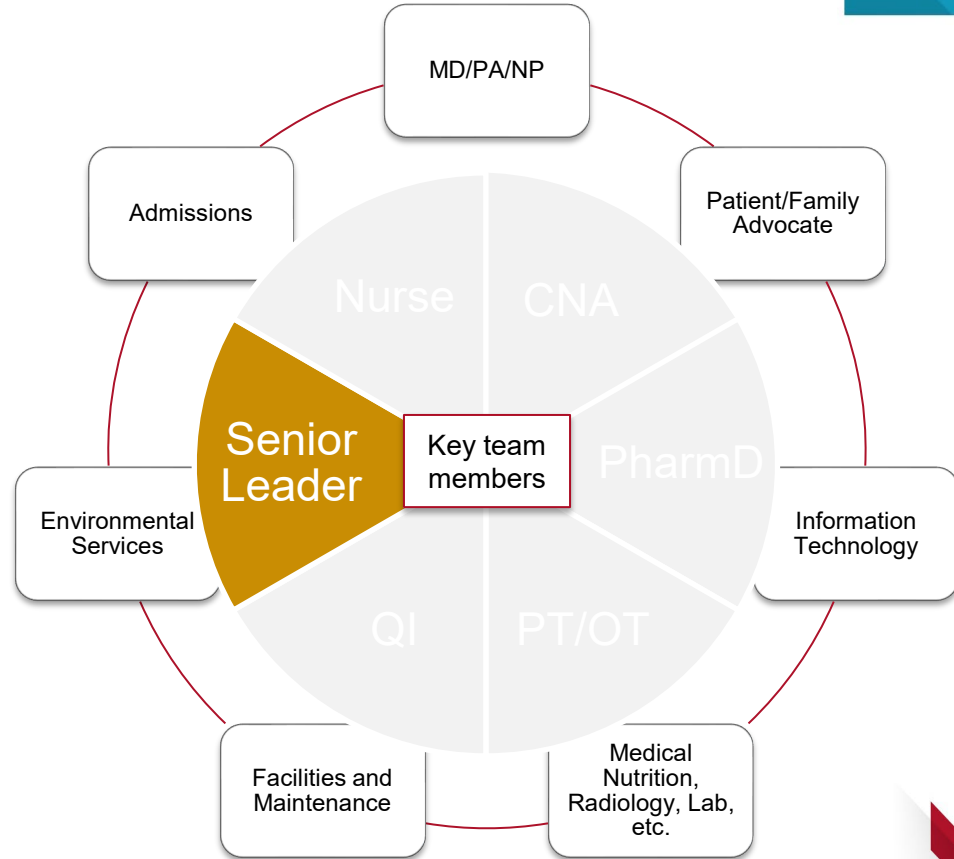 MD/PA/NP
Admissions
Patient/Family
Advocate
Nurse
CNA
Senior
Leader
Key team
members
PharmD
Environmental
Services
Information
Technology
QI
PT/OT
Facilities and
Maintenance
Medical
Nutrition,
Radiology, Lab,
etc.